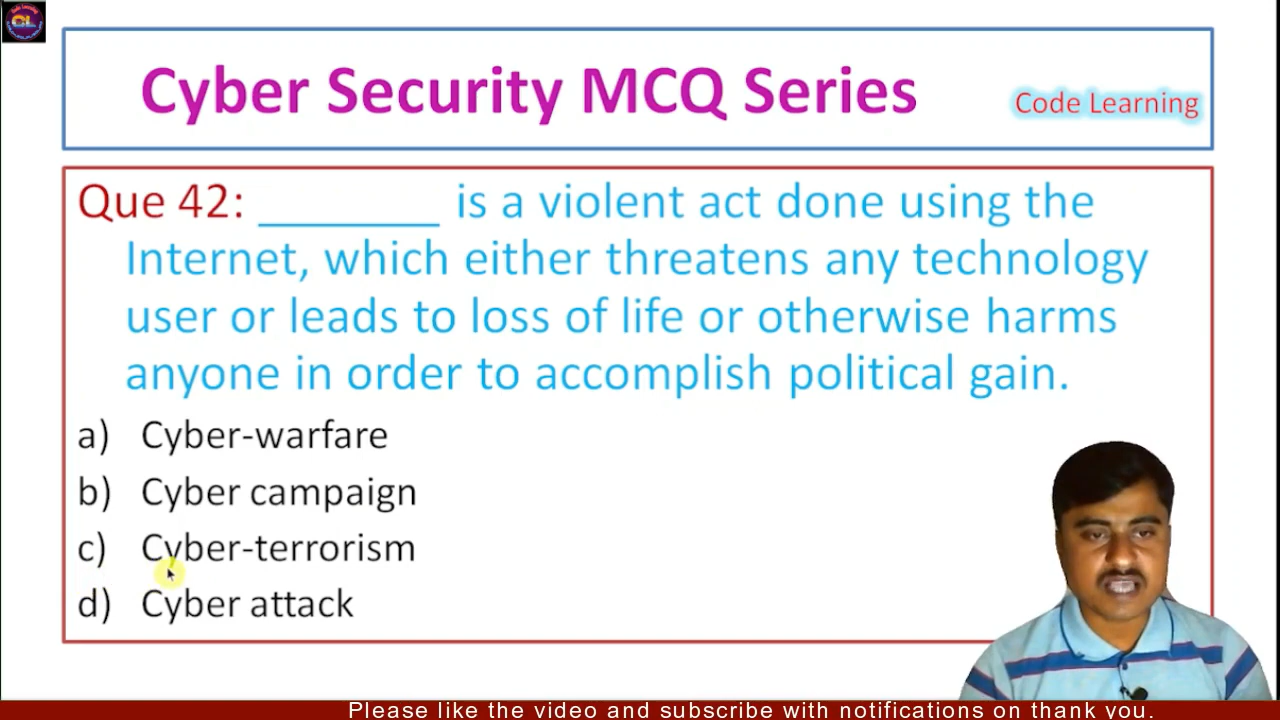 Cyber Security MCQ Series
Code Learning
Que 42: ________ is a violent act done using the
Internet, which either threatens any technology
user or leads to loss of life or otherwise harms
anyone in order to accomplish political gain.
a) Cyber-warfare
b) Cyber campaign
c) Cyber-terrorism
d) Cyber attack
Please like the video and subscribe with notifications on thank you.